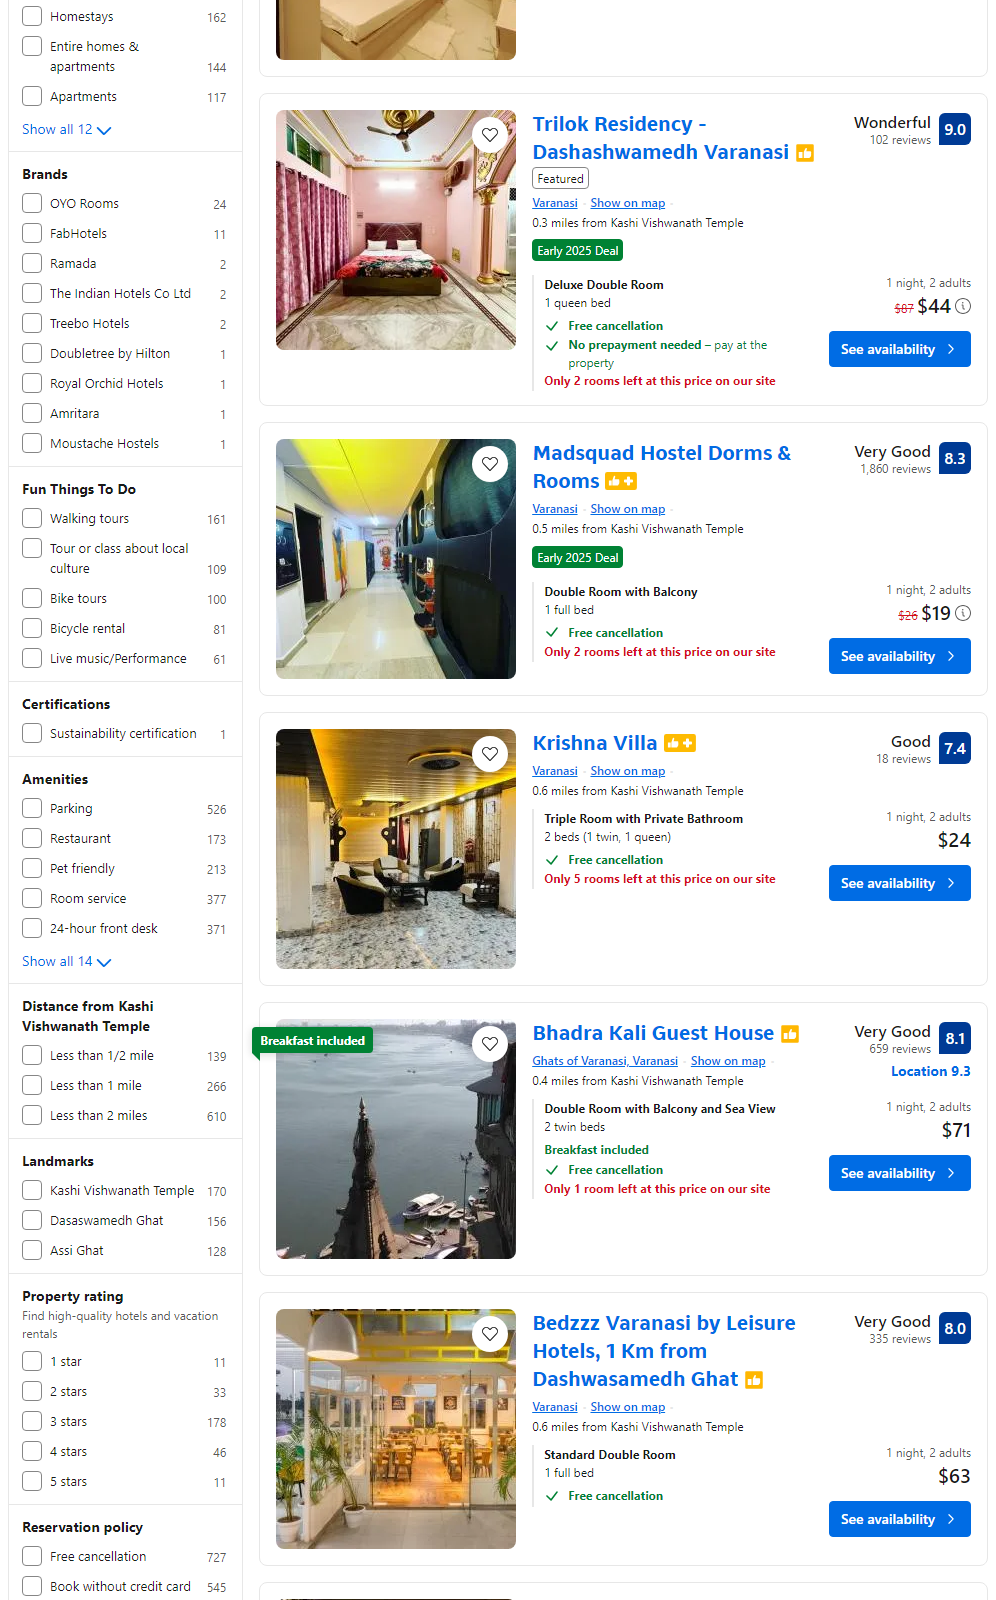 Homestays 162
Entire homes &
apartments 144
Apartments 117
Show all 12
Brands
OYO Rooms 24
FabHotels 11
Ramada 2
The Indian Hotels Co Ltd 2
Treebo Hotels 2
Doubletree by Hilton 1
Royal Orchid Hotels 1
Amritara 1
Moustache Hostels 1
Fun Things To Do
Walking tours 161
Tour or class about local
culture 109
Bike tours 100
Bicycle rental 81
Live music/Performance 61
Certifications
Sustainability certification 1
Amenities
Parking 526
Restaurant 173
Pet friendly 213
Room service 377
24-hour front desk 371
Show all 14
Distance from Kashi
Vishwanath Temple
Less than 1/2 mile 139
Less than 1 mile 266
Less than 2 miles 610
Landmarks
Kashi Vishwanath Temple 170
Dasaswamedh Ghat 156
Assi Ghat 128
Property rating
Find high-quality hotels and vacation
rentals
1 star 11
2 stars 33
3 stars 178
4 stars 46
5 stars 11
Reservation policy
Free cancellation 727
Book without credit card 545
Trilok Residency -
Dashashwamedh Varanasi
Featured
Varanasi · Show on map ·
0.3 miles from Kashi Vishwanath Temple
Early 2025 Deal
Wonderful 9.0
102 reviews
Deluxe Double Room
1 queen bed
Free cancellation
No prepayment needed – pay at the
property
Only 2 rooms left at this price on our site
1 night, 2 adults
$87 $44
See availability
Madsquad Hostel Dorms &
Rooms
Varanasi · Show on map ·
0.5 miles from Kashi Vishwanath Temple
Early 2025 Deal
Very Good 8.3
1,860 reviews
Double Room with Balcony
1 full bed
Free cancellation
Only 2 rooms left at this price on our site
1 night, 2 adults
$26 $19
See availability
Krishna Villa
Varanasi · Show on map ·
0.6 miles from Kashi Vishwanath Temple
Good 7.4
18 reviews
Triple Room with Private Bathroom
2 beds (1 twin, 1 queen)
Free cancellation
Only 5 rooms left at this price on our site
1 night, 2 adults
$24
See availability
Breakfast included
Bhadra Kali Guest House
Ghats of Varanasi, Varanasi · Show on map ·
0.4 miles from Kashi Vishwanath Temple
Very Good 8.1
659 reviews
Location 9.3
Double Room with Balcony and Sea View
2 twin beds
Breakfast included
Free cancellation
Only 1 room left at this price on our site
1 night, 2 adults
$71
See availability
Bedzzz Varanasi by Leisure
Hotels, 1 Km from
Dashwasamedh Ghat
Varanasi · Show on map ·
0.6 miles from Kashi Vishwanath Temple
Very Good 8.0
335 reviews
Standard Double Room
1 full bed
Free cancellation
1 night, 2 adults
$63
See availability